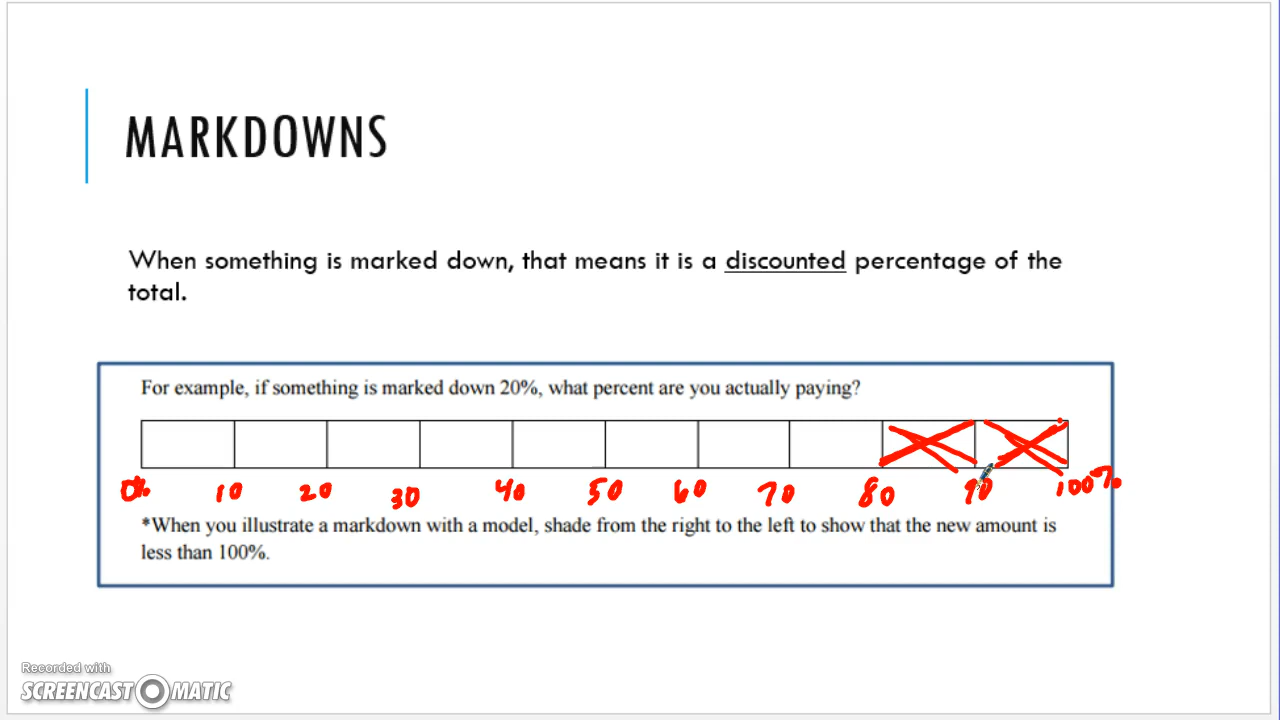 MARKDOWNS
When something is marked down, that means it is a discounted percentage of the
total.
For example, if something is marked down 20%, what percent are you actually paying?
0% 10 20 30 40 50 60 70 80 90 100%
*When you illustrate a markdown with a model, shade from the right to the left to show that the new amount is
less than 100%.
Recorded with
SCREENCAST O MATIC